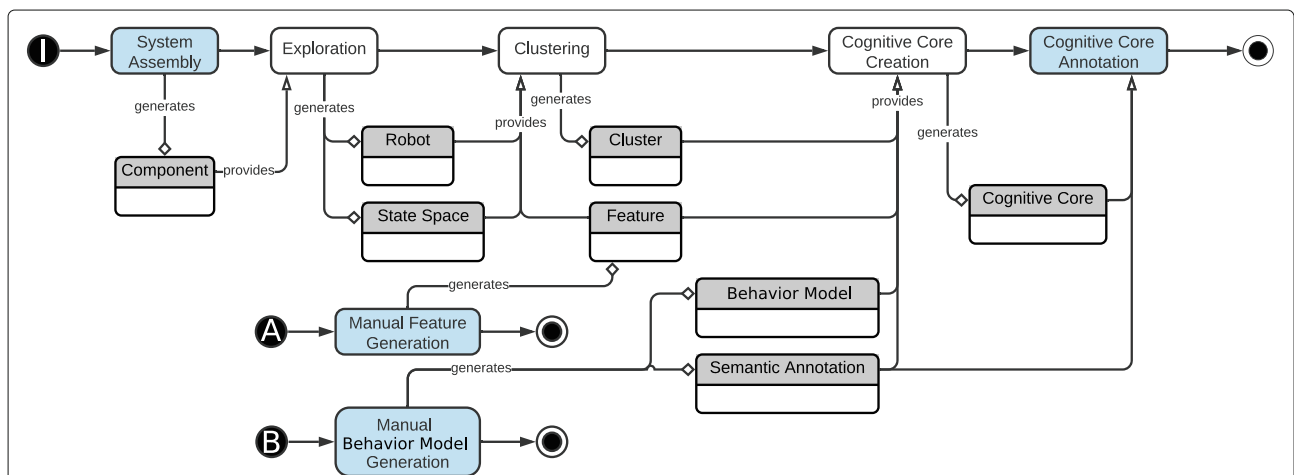 I
System
Assembly
Exploration
Clustering
Cognitive Core
Creation
Cognitive Core
Annotation
generates
generates
generates
provides
provides
generates
Robot
Cluster
Component
provides
Cognitive Core
State Space
Feature
generates
Behavior Model
A
Manual Feature
Generation
generates
Semantic Annotation
B
Manual
Behavior Model
Generation